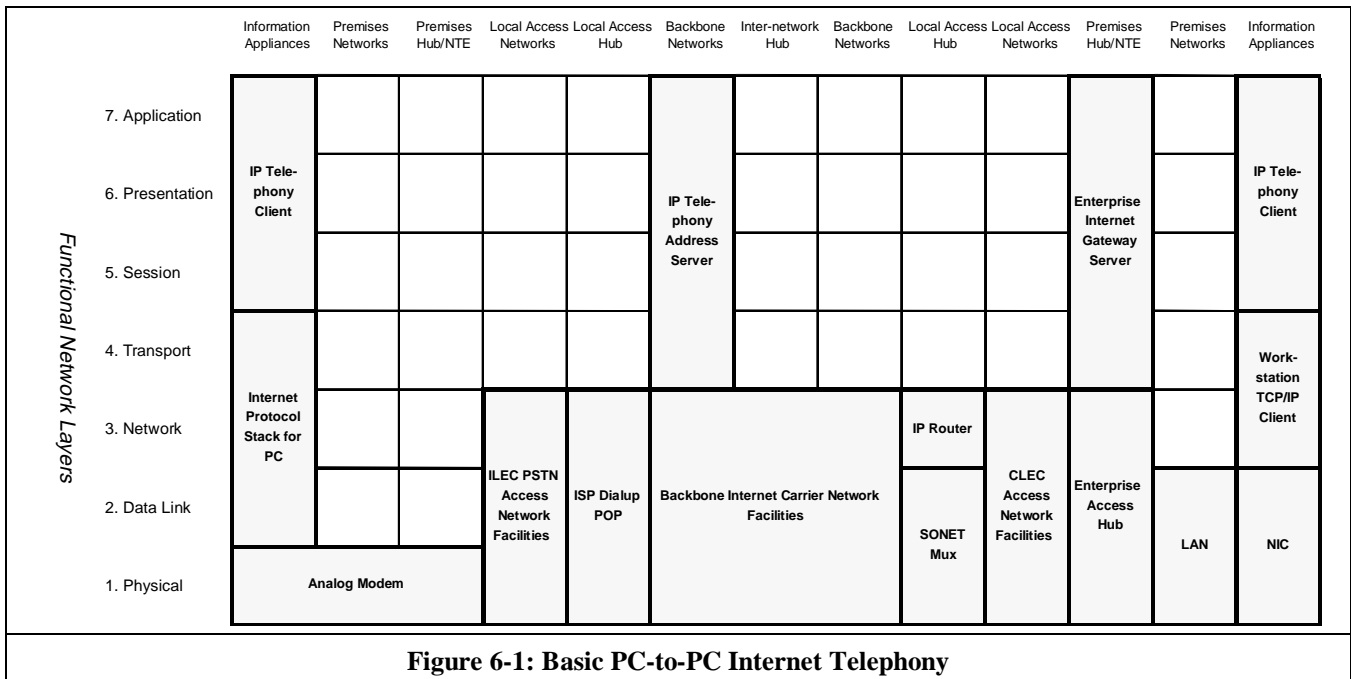 Information Appliances
Premises Networks
Premises Hub/NTE
Local Access Networks
Local Access Hub
Backbone Networks
Inter-network Hub
Backbone Networks
Local Access Hub
Local Access Networks
Premises Hub/NTE
Premises Networks
Information Appliances
Functional Network Layers
7. Application
6. Presentation
5. Session
4. Transport
3. Network
2. Data Link
1. Physical
IP Tele-
phony
Client
Internet
Protocol
Stack for
PC
Analog Modem
ILEC PSTN
Access
Network
Facilities
ISP Dialup
POP
IP Tele-
phony
Address
Server
Backbone Internet Carrier Network
Facilities
IP Router
SONET
Mux
CLEC
Access
Network
Facilities
Enterprise
Internet
Gateway
Server
Enterprise
Access
Hub
LAN
IP Tele-
phony
Client
Work-
station
TCP/IP
Client
NIC
Figure 6-1: Basic PC-to-PC Internet Telephony